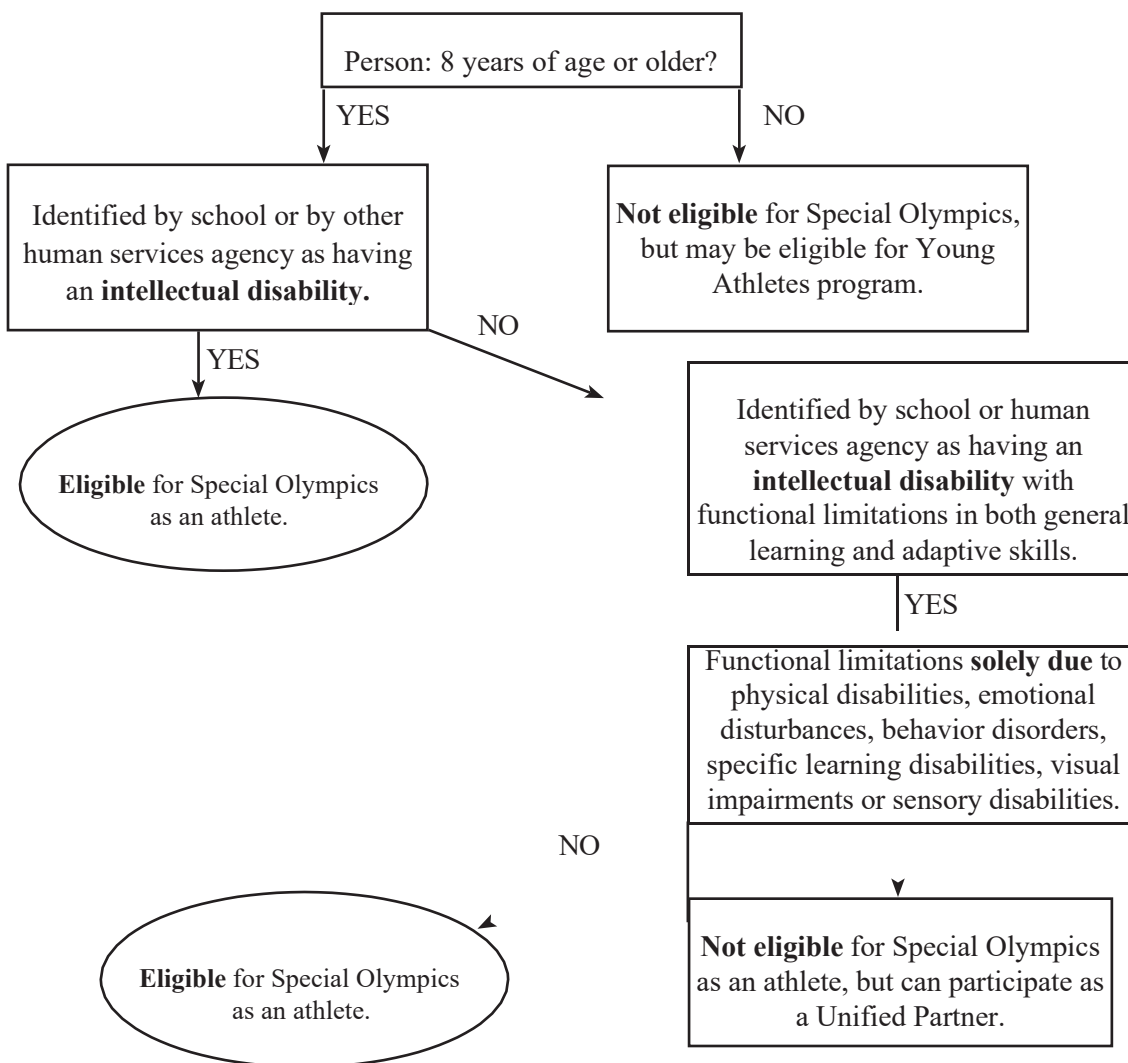 Person: 8 years of age or older?
YES
NO
Identified by school or by other
human services agency as having
an intellectual disability.
Not eligible for Special Olympics,
but may be eligible for Young
Athletes program.
NO
YES
Eligible for Special Olympics
as an athlete.
Identified by school or human
services agency as having an
intellectual disability with
functional limitations in both general
learning and adaptive skills.
YES
Functional limitations solely due to
physical disabilities, emotional
disturbances, behavior disorders,
specific learning disabilities, visual
impairments or sensory disabilities.
NO
Eligible for Special Olympics
as an athlete.
Not eligible for Special Olympics
as an athlete, but can participate as
a Unified Partner.